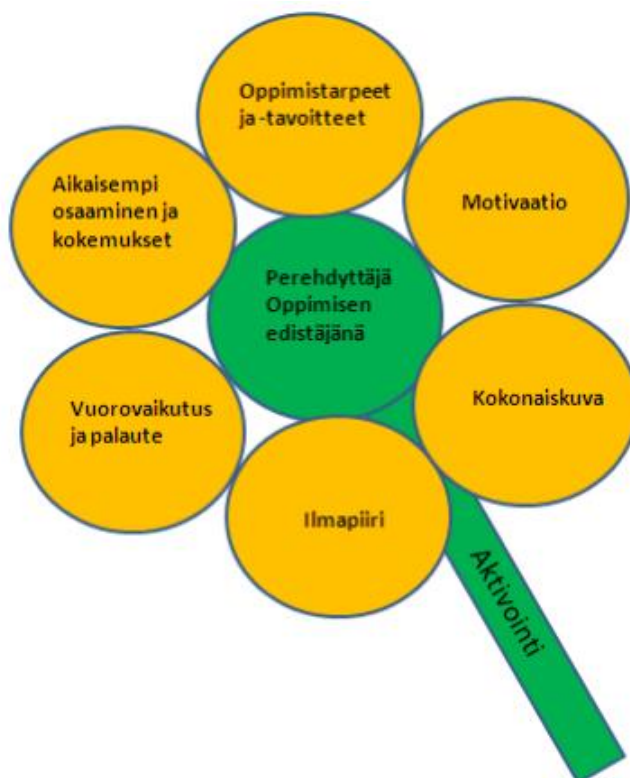 Oppimistarpeet
ja -tavoitteet
Aikaisempi
osaaminen ja
kokemukset
Motivaatio
Perehdyttäjä
Oppimisen
edistäjänä
Vuorovaikutus
ja palaute
Kokonaiskuva
Ilmapiiri
Aktivointi